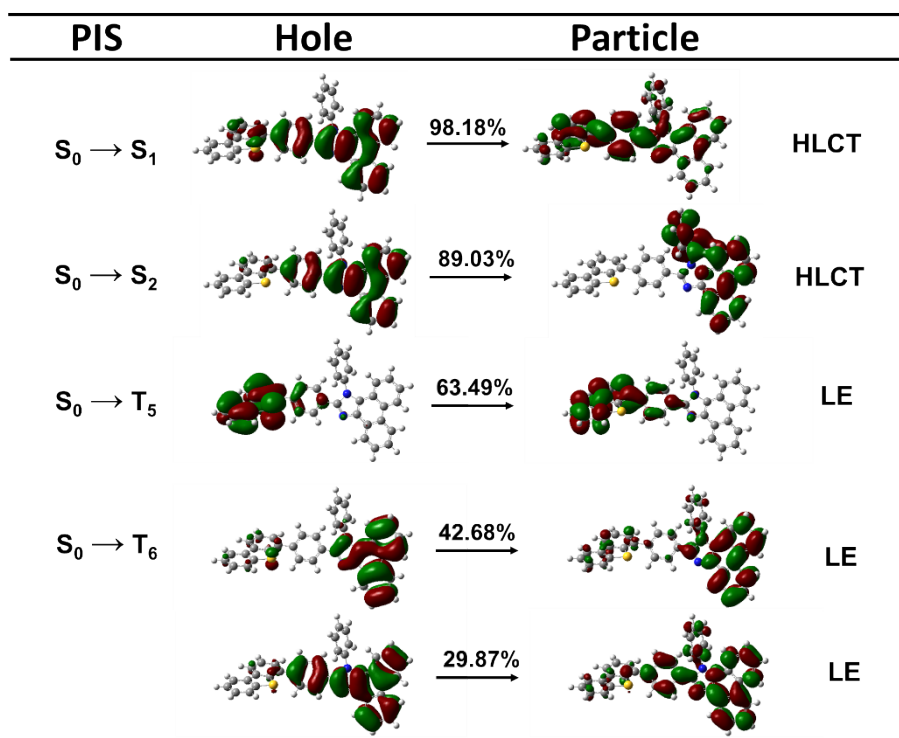 PIS Hole Particle
S₀ → S₁ 98.18% HLCT
S₀ → S₂ 89.03% HLCT
S₀ → T₅ 63.49% LE
S₀ → T₆ 42.68% LE
29.87% LE